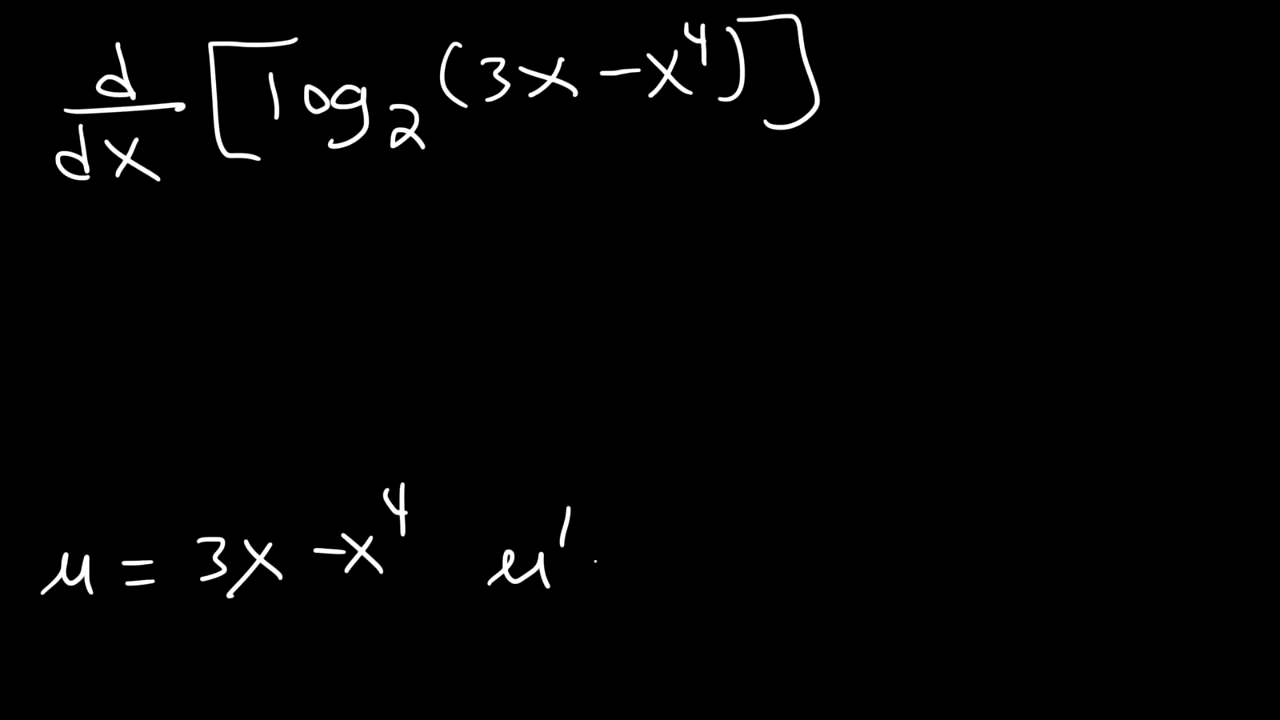 d/dx [log₂(3x - x⁴)]
u = 3x - x⁴ u'